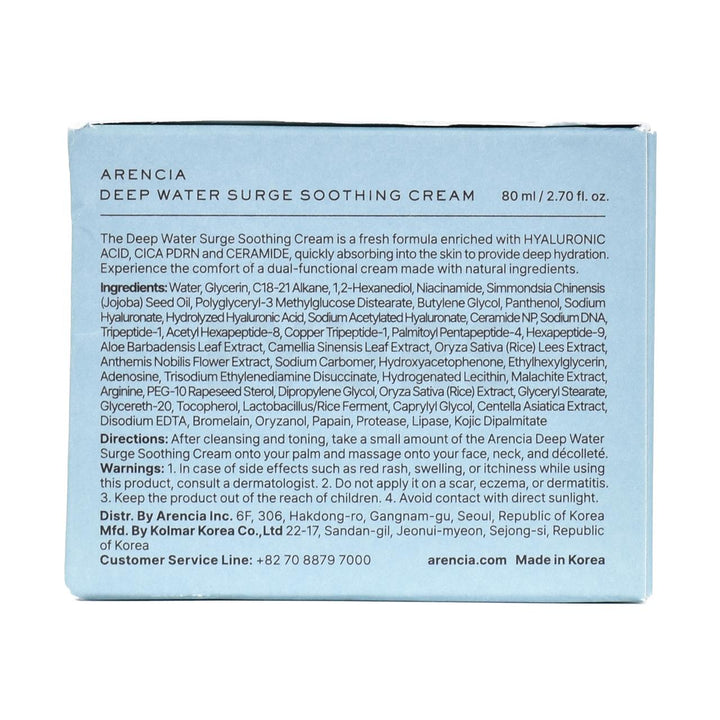 ARENCIA
DEEP WATER SURGE SOOTHING CREAM 80 ml / 2.70 fl. oz.
The Deep Water Surge Soothing Cream is a fresh formula enriched with HYALURONIC
ACID, CICA PDRN and CERAMIDE, quickly absorbing into the skin to provide deep hydration.
Experience the comfort of a dual-functional cream made with natural ingredients.
Ingredients: Water, Glycerin, C18-21 Alkane, 1,2-Hexanediol, Niacinamide, Simmondsia Chinensis
(Jojoba) Seed Oil, Polyglyceryl-3 Methylglucose Distearate, Butylene Glycol, Panthenol, Sodium
Hyaluronate, Hydrolyzed Hyaluronic Acid, Sodium Acetylated Hyaluronate, Ceramide NP, Sodium DNA,
Tripeptide-1, Acetyl Hexapeptide-8, Copper Tripeptide-1, Palmitoyl Pentapeptide-4, Hexapeptide-9,
Aloe Barbadensis Leaf Extract, Camellia Sinensis Leaf Extract, Oryza Sativa (Rice) Lees Extract,
Anthemis Nobilis Flower Extract, Sodium Carbomer, Hydroxyacetophenone, Ethylhexylglycerin,
Adenosine, Trisodium Ethylenediamine Disuccinate, Hydrogenated Lecithin, Malachite Extract,
Arginine, PEG-10 Rapeseed Sterol, Dipropylene Glycol, Oryza Sativa (Rice) Extract, Glyceryl Stearate,
Glycereth-20, Tocopherol, Lactobacillus/Rice Ferment, Caprylyl Glycol, Centella Asiatica Extract,
Disodium EDTA, Bromelain, Oryzanol, Papain, Protease, Lipase, Kojic Dipalmitate
Directions: After cleansing and toning, take a small amount of the Arencia Deep Water
Surge Soothing Cream onto your palm and massage onto your face, neck, and décolleté.
Warnings: 1. In case of side effects such as red rash, swelling, or itchiness while using
this product, consult a dermatologist. 2. Do not apply it on a scar, eczema, or dermatitis.
3. Keep the product out of the reach of children. 4. Avoid contact with direct sunlight.
Distr. By Arencia Inc. 6F, 306, Hakdong-ro, Gangnam-gu, Seoul, Republic of Korea
Mfd. By Kolmar Korea Co.,Ltd 22-17, Sandan-gil, Jeonui-myeon, Sejong-si, Republic
of Korea
Customer Service Line: +82 70 8879 7000 arencia.com Made in Korea